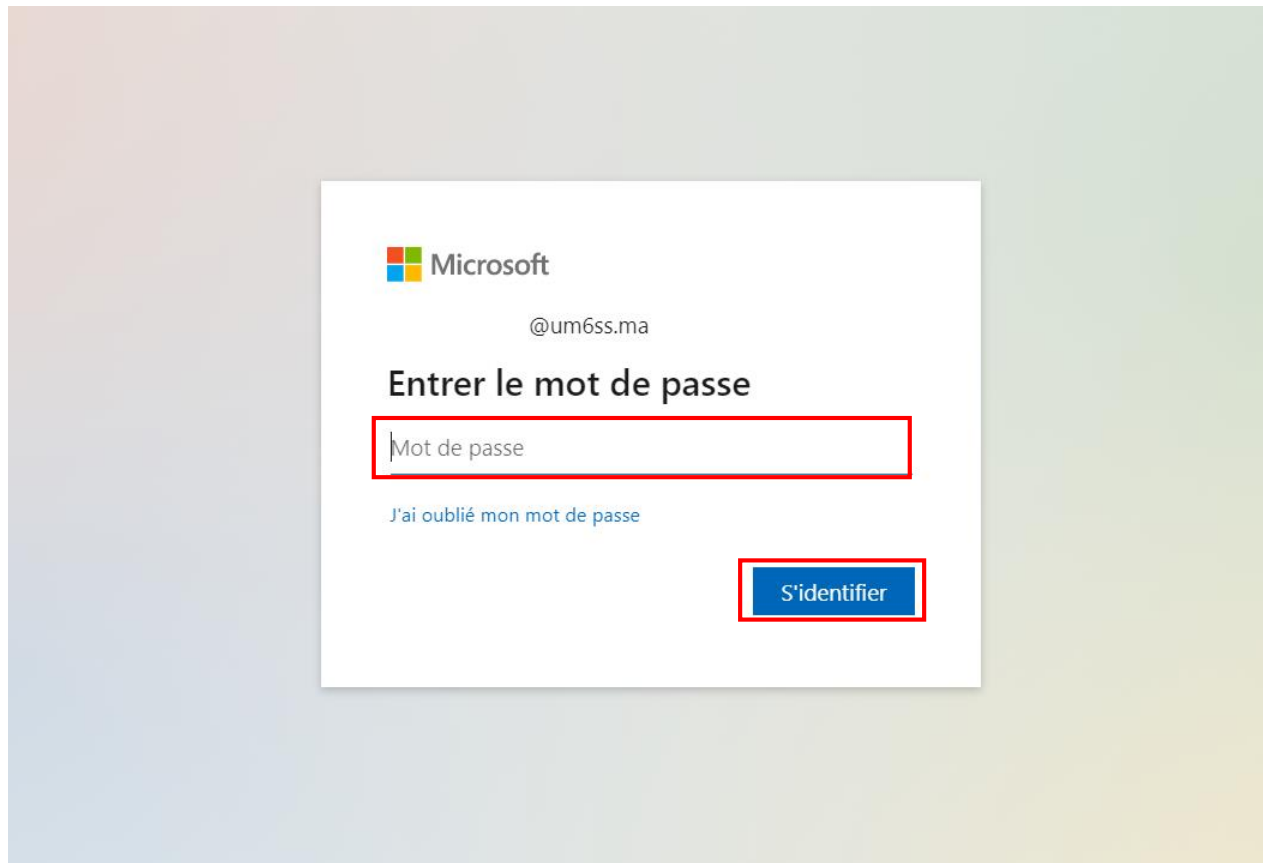 Microsoft
@um6ss.ma
Entrer le mot de passe
Mot de passe
J'ai oublié mon mot de passe
S'identifier